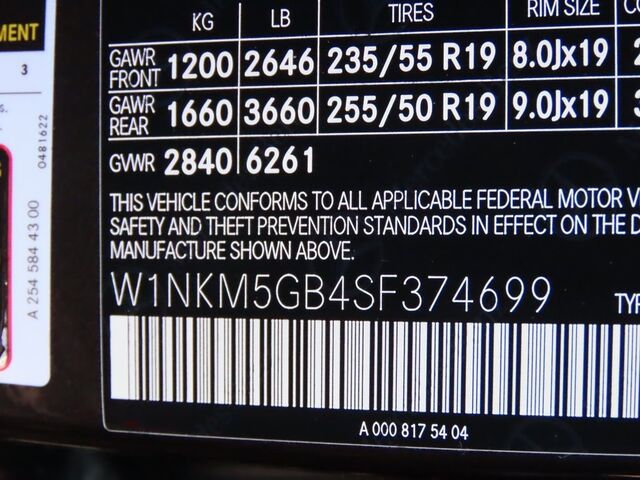 KG LB TIRES RIM SIZE
GAWR FRONT 1200 2646 235/55 R19 8.0Jx19
GAWR REAR 1660 3660 255/50 R19 9.0Jx19
GVWR 2840 6261
THIS VEHICLE CONFORMS TO ALL APPLICABLE FEDERAL MOTOR
SAFETY AND THEFT PREVENTION STANDARDS IN EFFECT ON THE
MANUFACTURE SHOWN ABOVE.
W1NKM5GB4SF374699
A 000 817 54 04
3
0481622
A 254 584 43 00